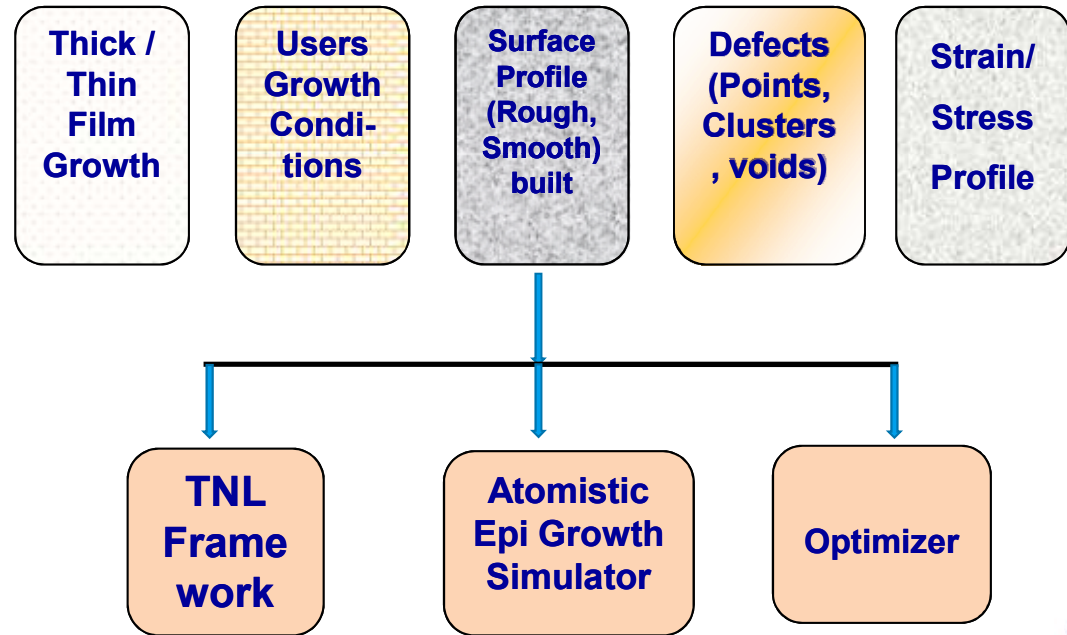 Thick /
Thin
Film
Growth
Users
Growth
Condi-
tions
Surface
Profile
(Rough,
Smooth)
built
Defects
(Points,
Clusters
, voids)
Strain/
Stress
Profile
TNL
Frame
work
Atomistic
Epi Growth
Simulator
Optimizer